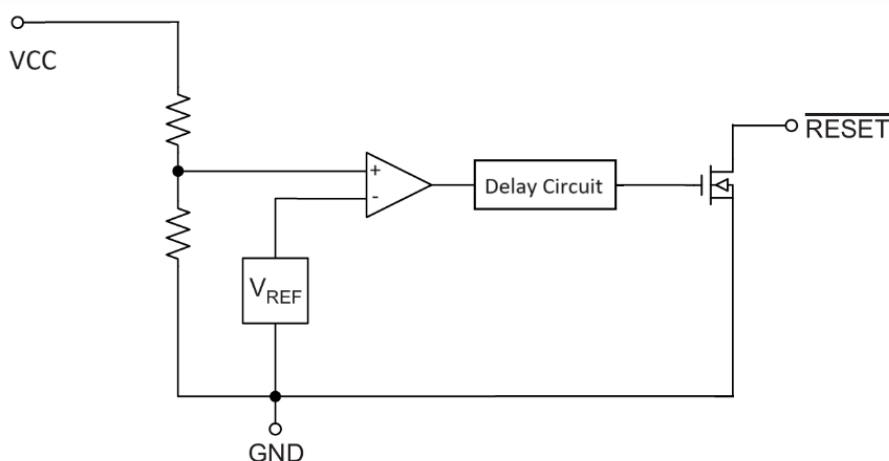 VCC
RESET
+
-
Delay Circuit
VREF
GND